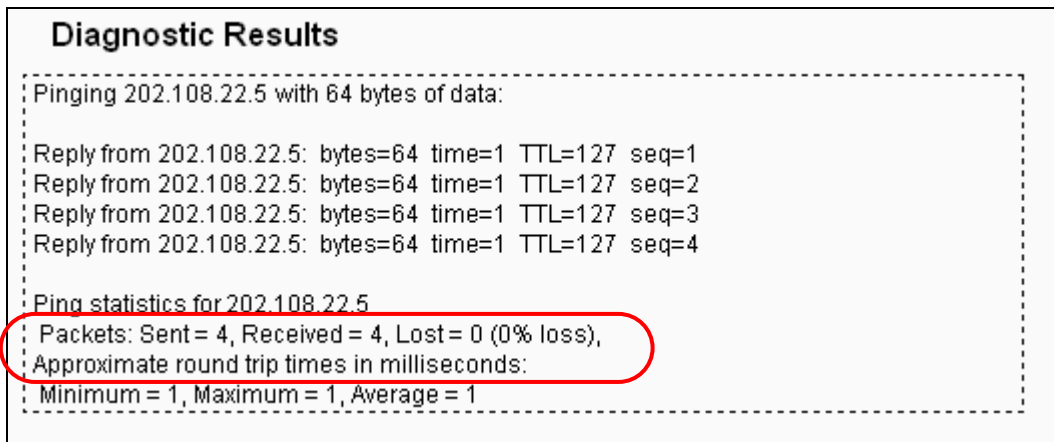 Diagnostic Results
Pinging 202.108.22.5 with 64 bytes of data:
Reply from 202.108.22.5: bytes=64 time=1 TTL=127 seq=1
Reply from 202.108.22.5: bytes=64 time=1 TTL=127 seq=2
Reply from 202.108.22.5: bytes=64 time=1 TTL=127 seq=3
Reply from 202.108.22.5: bytes=64 time=1 TTL=127 seq=4
Ping statistics for 202.108.22.5
Packets: Sent = 4, Received = 4, Lost = 0 (0% loss),
Approximate round trip times in milliseconds:
Minimum = 1, Maximum = 1, Average = 1